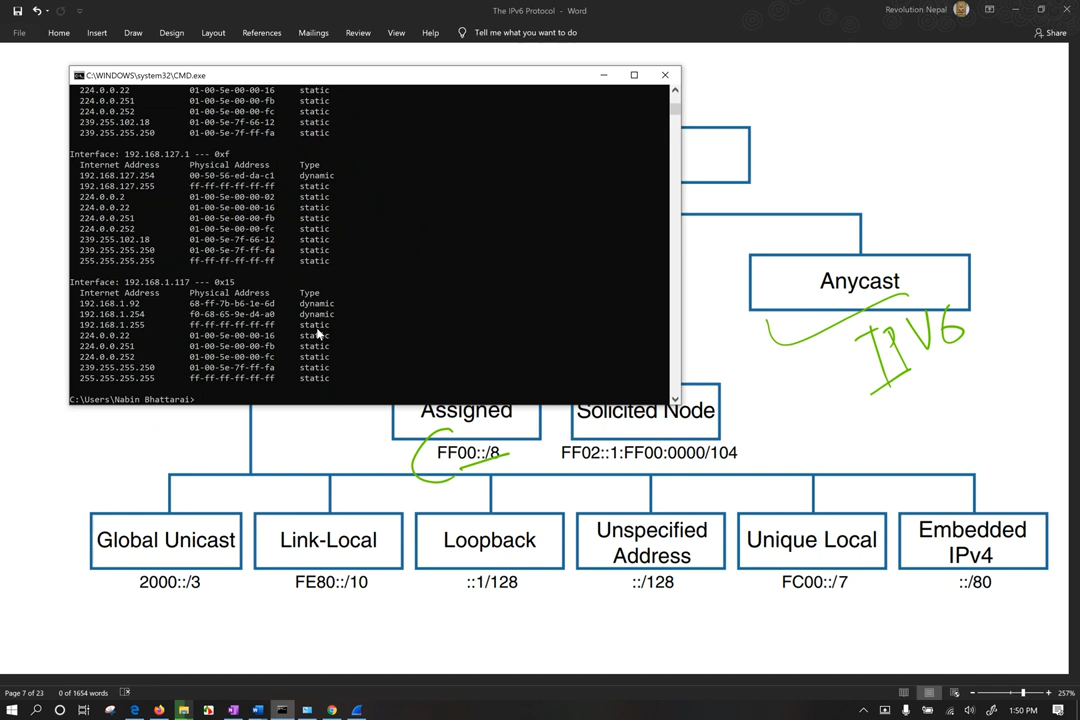 The IPv6 Protocol - Word
Revolution Nepal
File Home Insert Draw Design Layout References Mailings Review View Help Tell me what you want to do Share
C:\WINDOWS\system32\CMD.exe
224.0.0.22 01-00-5e-00-00-16 static
224.0.0.251 01-00-5e-00-00-fb static
224.0.0.252 01-00-5e-00-00-fc static
239.255.102.18 01-00-5e-7f-66-12 static
239.255.255.250 01-00-5e-7f-ff-fa static
Interface: 192.168.127.1 --- 0xf
Internet Address Physical Address Type
192.168.127.254 00-50-56-ed-da-c1 dynamic
192.168.127.255 ff-ff-ff-ff-ff-ff static
224.0.0.2 01-00-5e-00-00-02 static
224.0.0.22 01-00-5e-00-00-16 static
224.0.0.251 01-00-5e-00-00-fb static
224.0.0.252 01-00-5e-00-00-fc static
239.255.102.18 01-00-5e-7f-66-12 static
239.255.255.250 01-00-5e-7f-ff-fa static
255.255.255.255 ff-ff-ff-ff-ff-ff static
Interface: 192.168.1.117 --- 0x15
Internet Address Physical Address Type
192.168.1.92 68-ff-7b-b6-1e-6d dynamic
192.168.1.254 f0-68-65-9e-d4-a0 dynamic
192.168.1.255 ff-ff-ff-ff-ff-ff static
224.0.0.22 01-00-5e-00-00-16 static
224.0.0.251 01-00-5e-00-00-fb static
224.0.0.252 01-00-5e-00-00-fc static
239.255.255.250 01-00-5e-7f-ff-fa static
255.255.255.255 ff-ff-ff-ff-ff-ff static
C:\Users\Nabin Bhattarai>
Anycast
IPV6
Assigned
FF00::/8
Solicited Node
FF02::1:FF00:0000/104
Global Unicast
2000::/3
Link-Local
FE80::/10
Loopback
::1/128
Unspecified
Address
::/128
Unique Local
FC00::/7
Embedded
IPv4
::/80
Page 7 of 23 0 of 1654 words 257%
1:50 PM